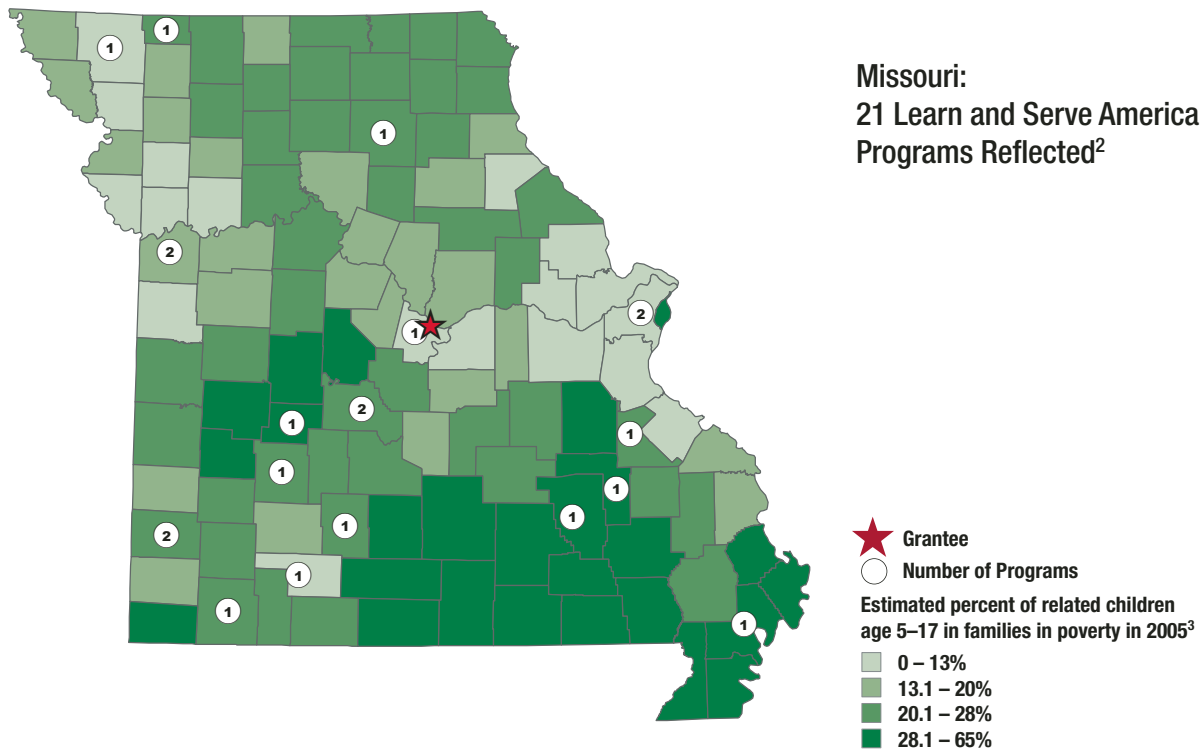 1
1
Missouri:
21 Learn and Serve America
Programs Reflected2
1
2
2
1
2
1
1
1
1
1
1
2
1
1
1
Grantee
Number of Programs
Estimated percent of related children
age 5–17 in families in poverty in 20053
0 – 13%
13.1 – 20%
20.1 – 28%
28.1 – 65%